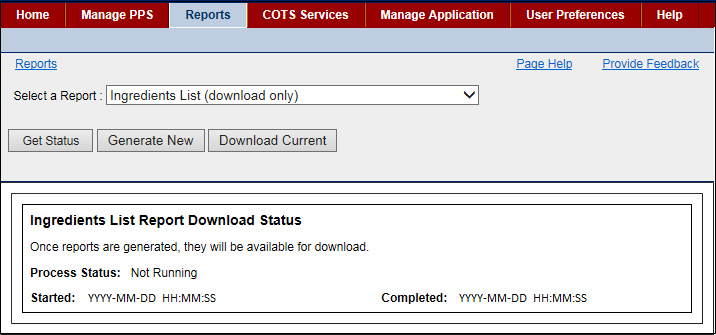 Home Manage PPS Reports COTS Services Manage Application User Preferences Help
Reports Page Help Provide Feedback
Select a Report : Ingredients List (download only)
Get Status Generate New Download Current
Ingredients List Report Download Status
Once reports are generated, they will be available for download.
Process Status: Not Running
Started: YYYY-MM-DD HH:MM:SS Completed: YYYY-MM-DD HH:MM:SS